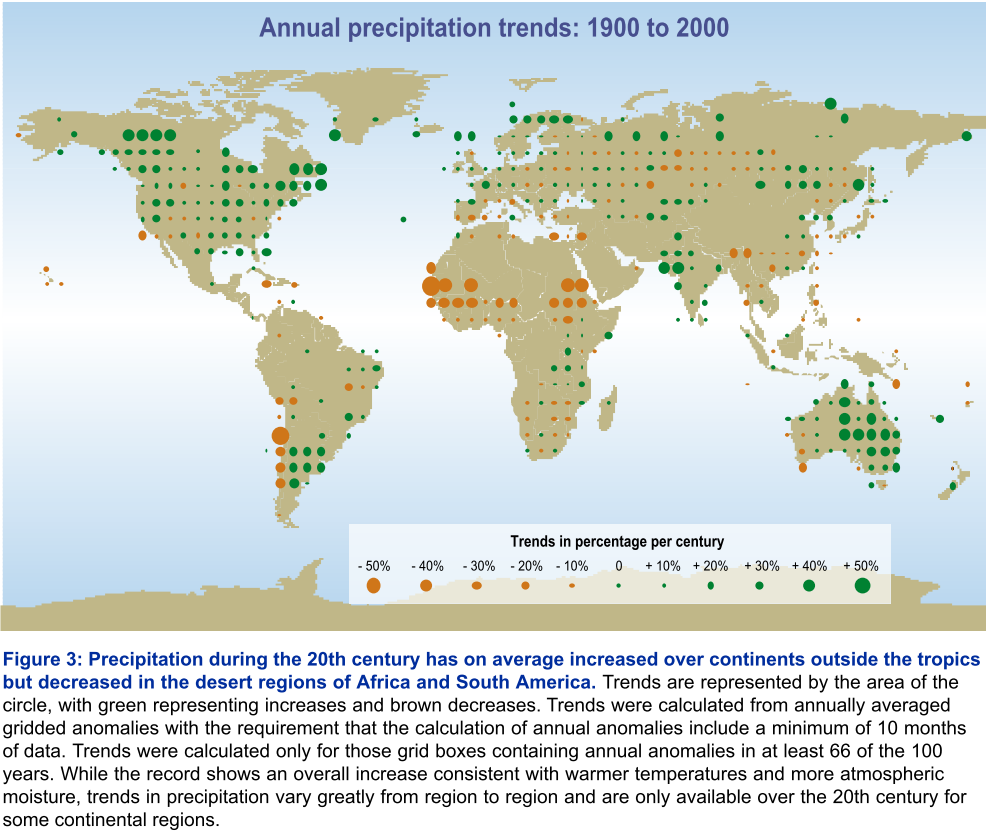 Annual precipitation trends: 1900 to 2000
Trends in percentage per century
- 50% - 40% - 30% - 20% - 10% 0 + 10% + 20% + 30% + 40% + 50%
Figure 3: Precipitation during the 20th century has on average increased over continents outside the tropics
but decreased in the desert regions of Africa and South America. Trends are represented by the area of the
circle, with green representing increases and brown decreases. Trends were calculated from annually averaged
gridded anomalies with the requirement that the calculation of annual anomalies include a minimum of 10 months
of data. Trends were calculated only for those grid boxes containing annual anomalies in at least 66 of the 100
years. While the record shows an overall increase consistent with warmer temperatures and more atmospheric
moisture, trends in precipitation vary greatly from region to region and are only available over the 20th century for
some continental regions.